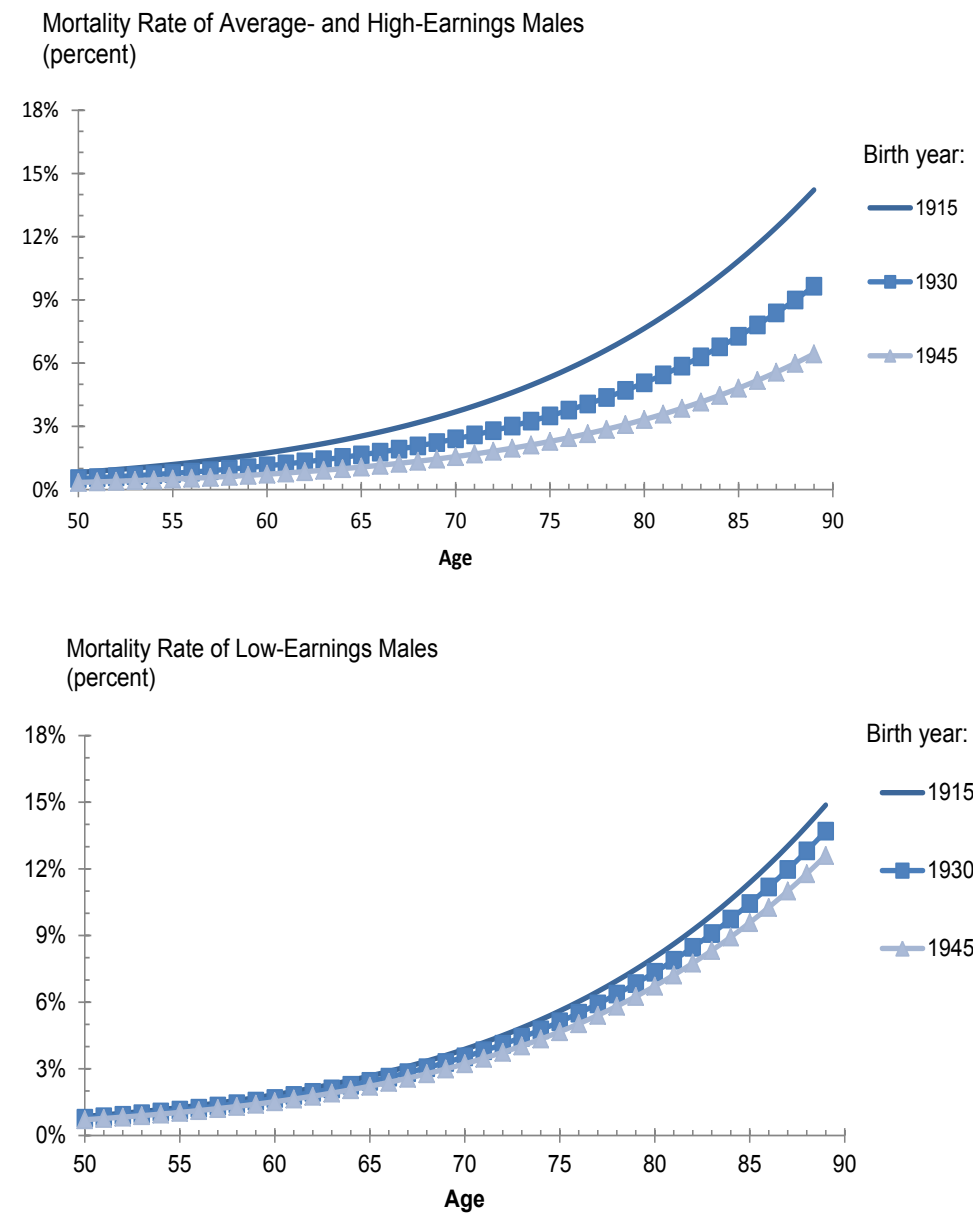 Mortality Rate of Average- and High-Earnings Males
(percent)
18%
15%
12%
9%
6%
3%
0%
50 55 60 65 70 75 80 85 90
Age
Birth year:
1915
1930
1945
Mortality Rate of Low-Earnings Males
(percent)
18%
15%
12%
9%
6%
3%
0%
50 55 60 65 70 75 80 85 90
Age
Birth year:
1915
1930
1945